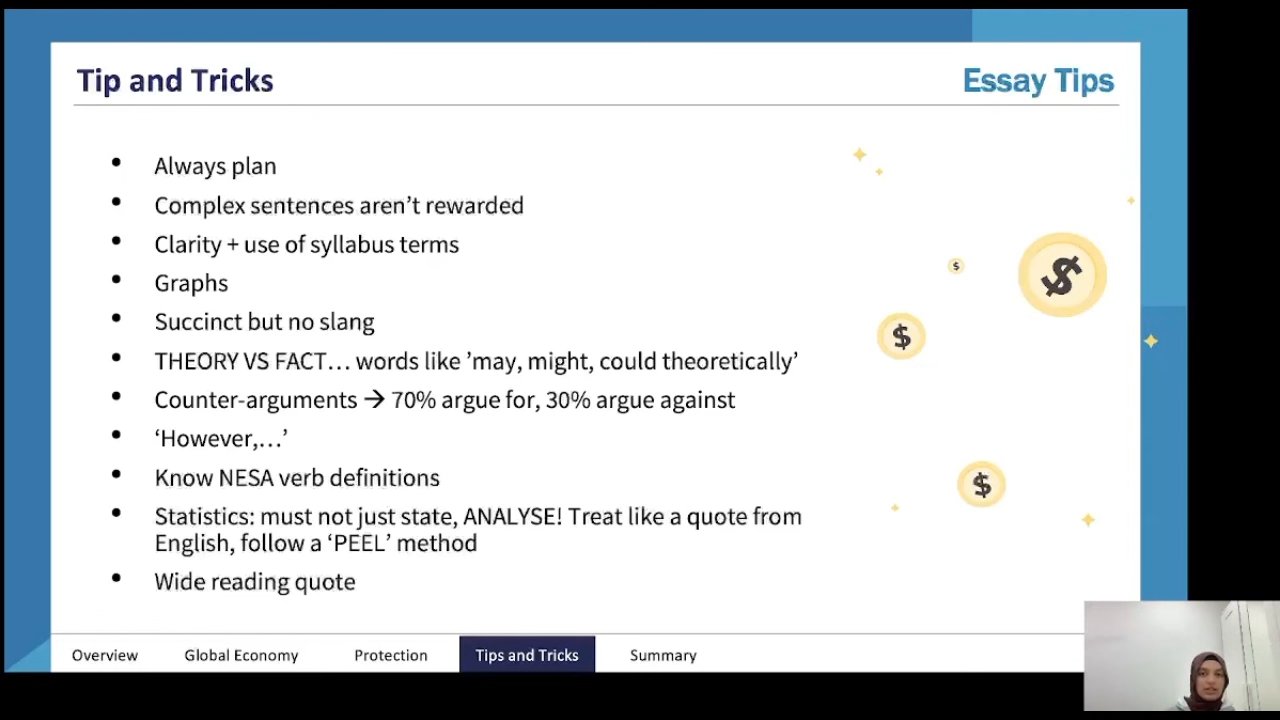 Tip and Tricks
Essay Tips
• Always plan
• Complex sentences aren’t rewarded
• Clarity + use of syllabus terms
• Graphs
• Succinct but no slang
• THEORY VS FACT… words like ’may, might, could theoretically’
• Counter-arguments → 70% argue for, 30% argue against
• ‘However,…’
• Know NESA verb definitions
• Statistics: must not just state, ANALYSE! Treat like a quote from
English, follow a ‘PEEL’ method
• Wide reading quote
$
$
$
$
Overview Global Economy Protection Tips and Tricks Summary